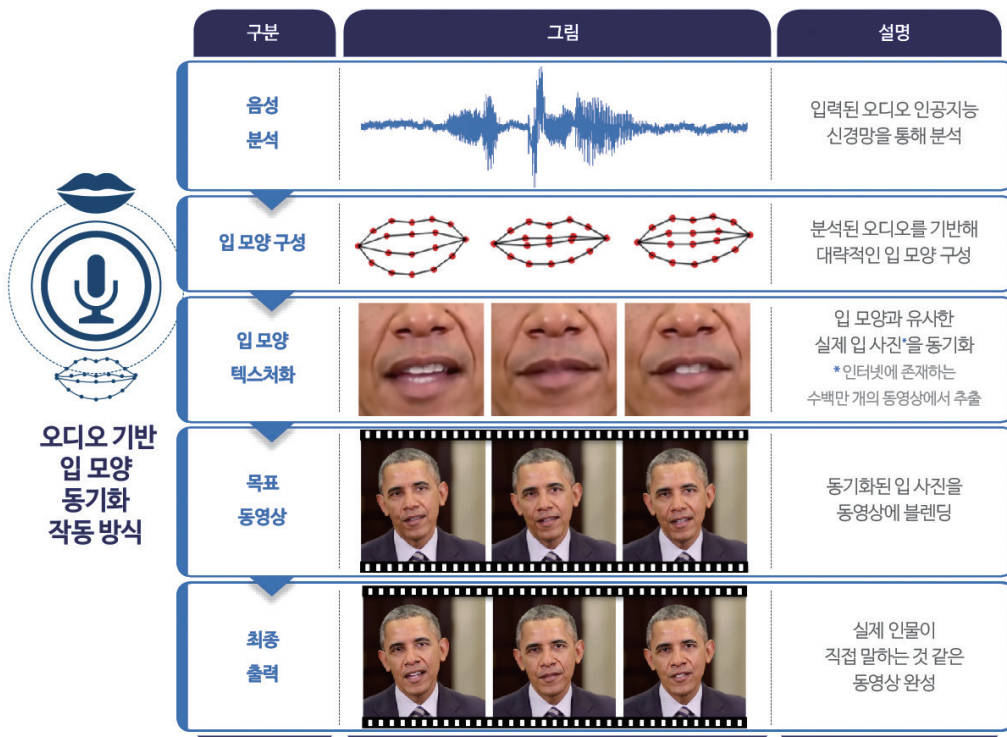 구분
그림
설명
음성
분석
입력된 오디오 인공지능
신경망을 통해 분석
입 모양 구성
분석된 오디오를 기반해
대략적인 입 모양 구성
입 모양
텍스처화
입 모양과 유사한
실제 입 사진*을 동기화
*인터넷에 존재하는
수백만 개의 동영상에서 추출
오디오 기반
입 모양
동기화
작동 방식
목표
동영상
동기화된 입 사진을
동영상에 블렌딩
최종
출력
실제 인물이
직접 말하는 것 같은
동영상 완성